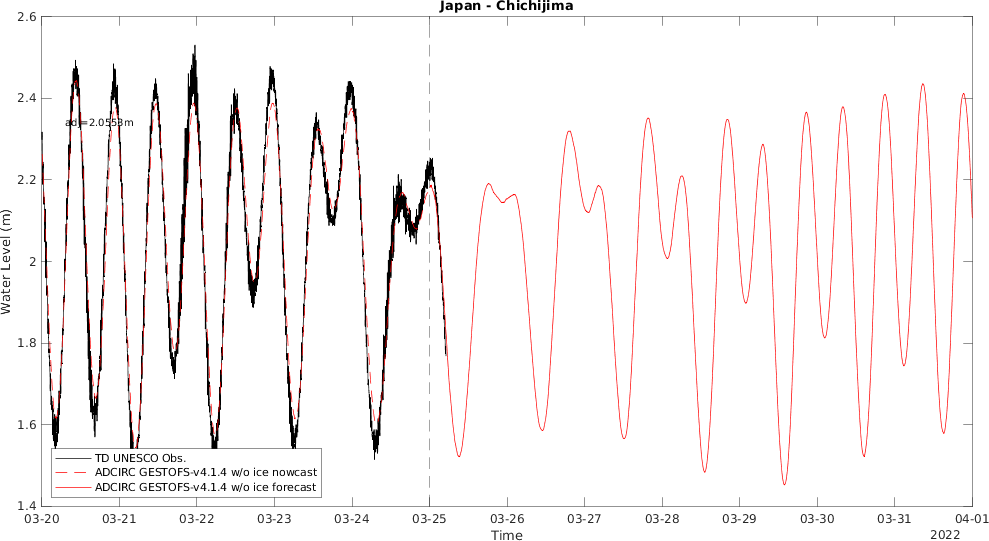 Japan - Chichijima
2.6
2.4
2.2
2
1.8
1.6
1.4
Water Level (m)
adj=2.0553m
TD UNESCO Obs.
ADCIRC GESTOFS-v4.1.4 w/o ice nowcast
ADCIRC GESTOFS-v4.1.4 w/o ice forecast
03-20 03-21 03-22 03-23 03-24 03-25 03-26 03-27 03-28 03-29 03-30 03-31 04-01
Time
2022